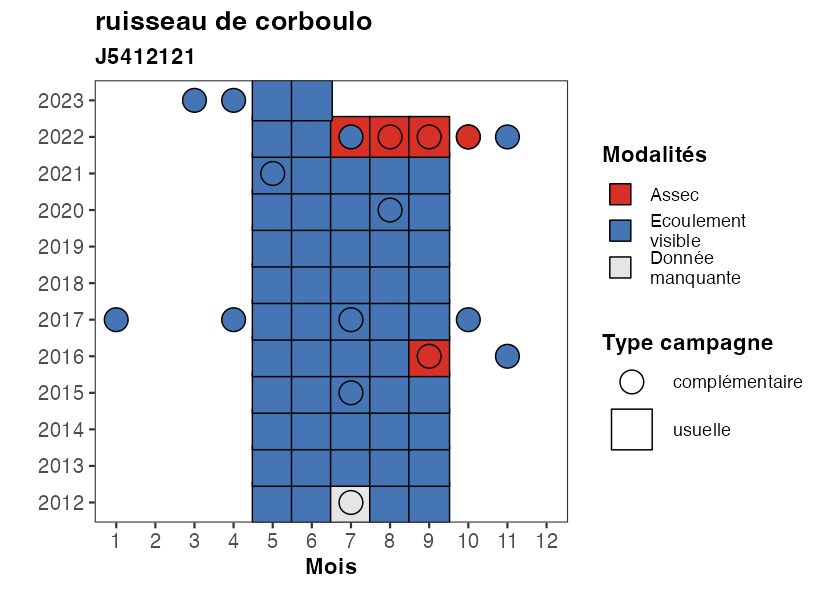 ruisseau de corboulo
J5412121
2023
2022
2021
2020
2019
2018
2017
2016
2015
2014
2013
2012
1 2 3 4 5 6 7 8 9 10 11 12
Mois
Modalités
Assec
Ecoulement
visible
Donnée
manquante
Type campagne
complémentaire
usuelle